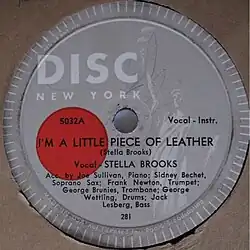 DISC
NEW YORK
5032A Vocal - Instr.
I'M A LITTLE PIECE OF LEATHER
(Stella Brooks)
Vocal - STELLA BROOKS
Acc. by Joe Sullivan, Piano; Sidney Bechet,
Soprano Sax; Frank Newton, Trumpet;
George Brunies, Trombone; George
Wettling, Drums; Jack
Lesberg, Bass
281